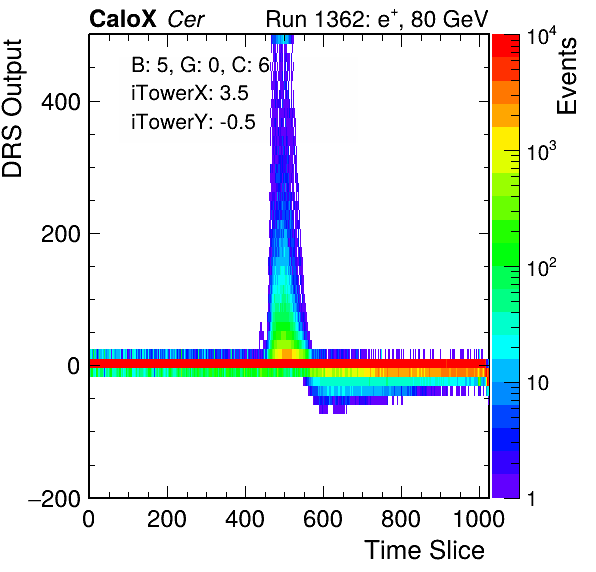 CaloX Cer Run 1362: e⁺, 80 GeV
B: 5, G: 0, C: 6
iTowerX: 3.5
iTowerY: -0.5
DRS Output
400
200
0
−200
0 200 400 600 800 1000
Time Slice
10⁴
10³
10²
10
1
Events